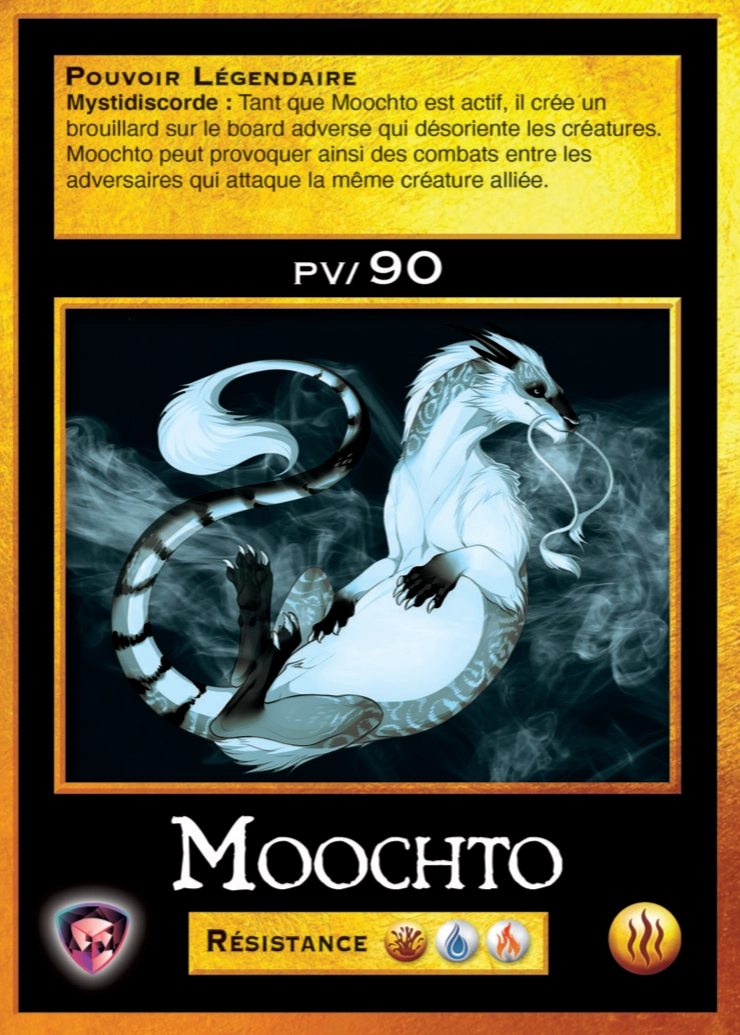 Pouvoir Légendaire
Mystidiscorde : Tant que Moochto est actif, il crée un
brouillard sur le board adverse qui désoriente les créatures.
Moochto peut provoquer ainsi des combats entre les
adversaires qui attaque la même créature alliée.
PV/ 90
Moochto
Résistance